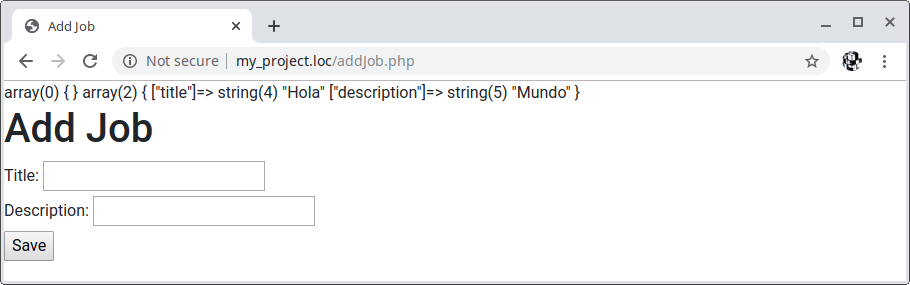 Add Job
Not secure | my_project.loc/addJob.php
array(0) { } array(2) { ["title"]=> string(4) "Hola" ["description"]=> string(5) "Mundo" }
Add Job
Title:
Description:
Save